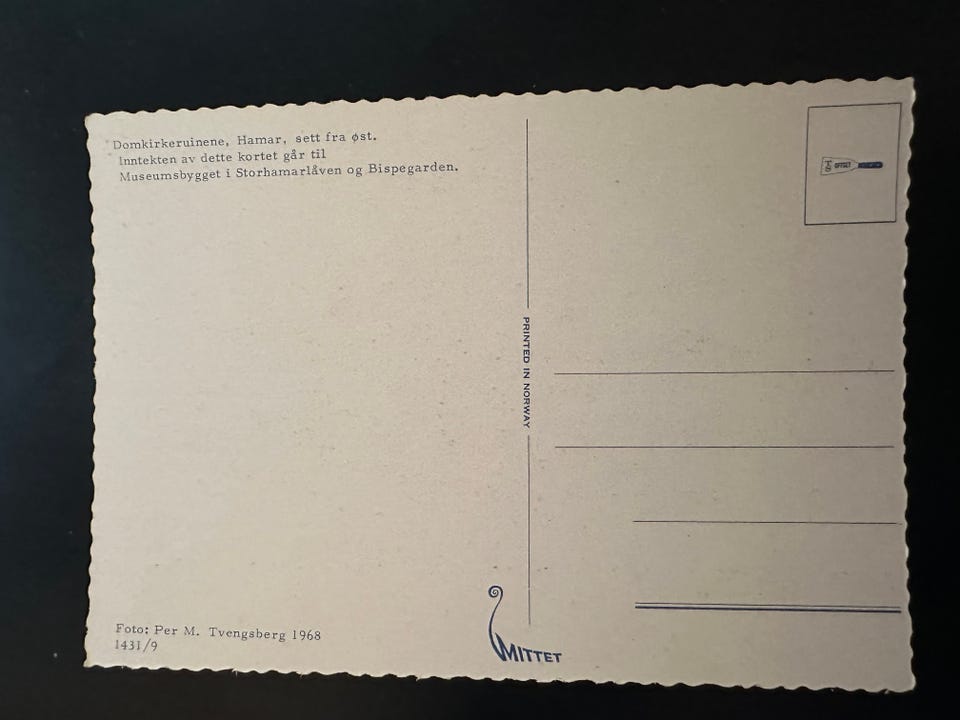 Domkirkeruinene, Hamar, sett fra øst.
Inntekten av dette kortet går til
Museumsbygget i Storhamarlåven og Bispegarden.
OFFSET
PRINTED IN NORWAY
Foto: Per M. Tvengsberg 1968
1431/9
MITTET